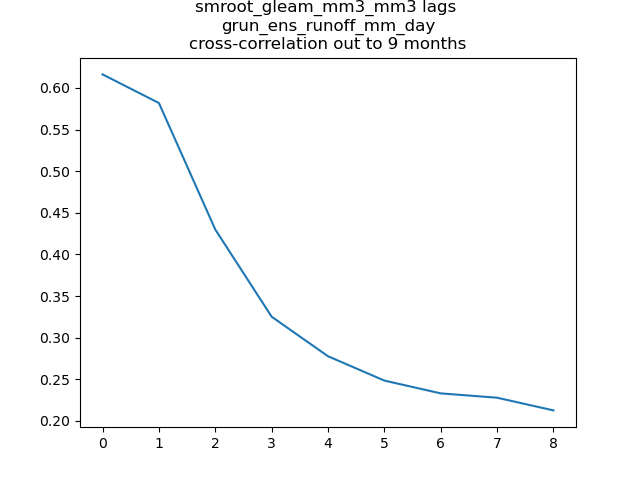 smroot_gleam_mm3_mm3 lags
grun_ens_runoff_mm_day
cross-correlation out to 9 months
0.60
0.55
0.50
0.45
0.40
0.35
0.30
0.25
0.20
0 1 2 3 4 5 6 7 8